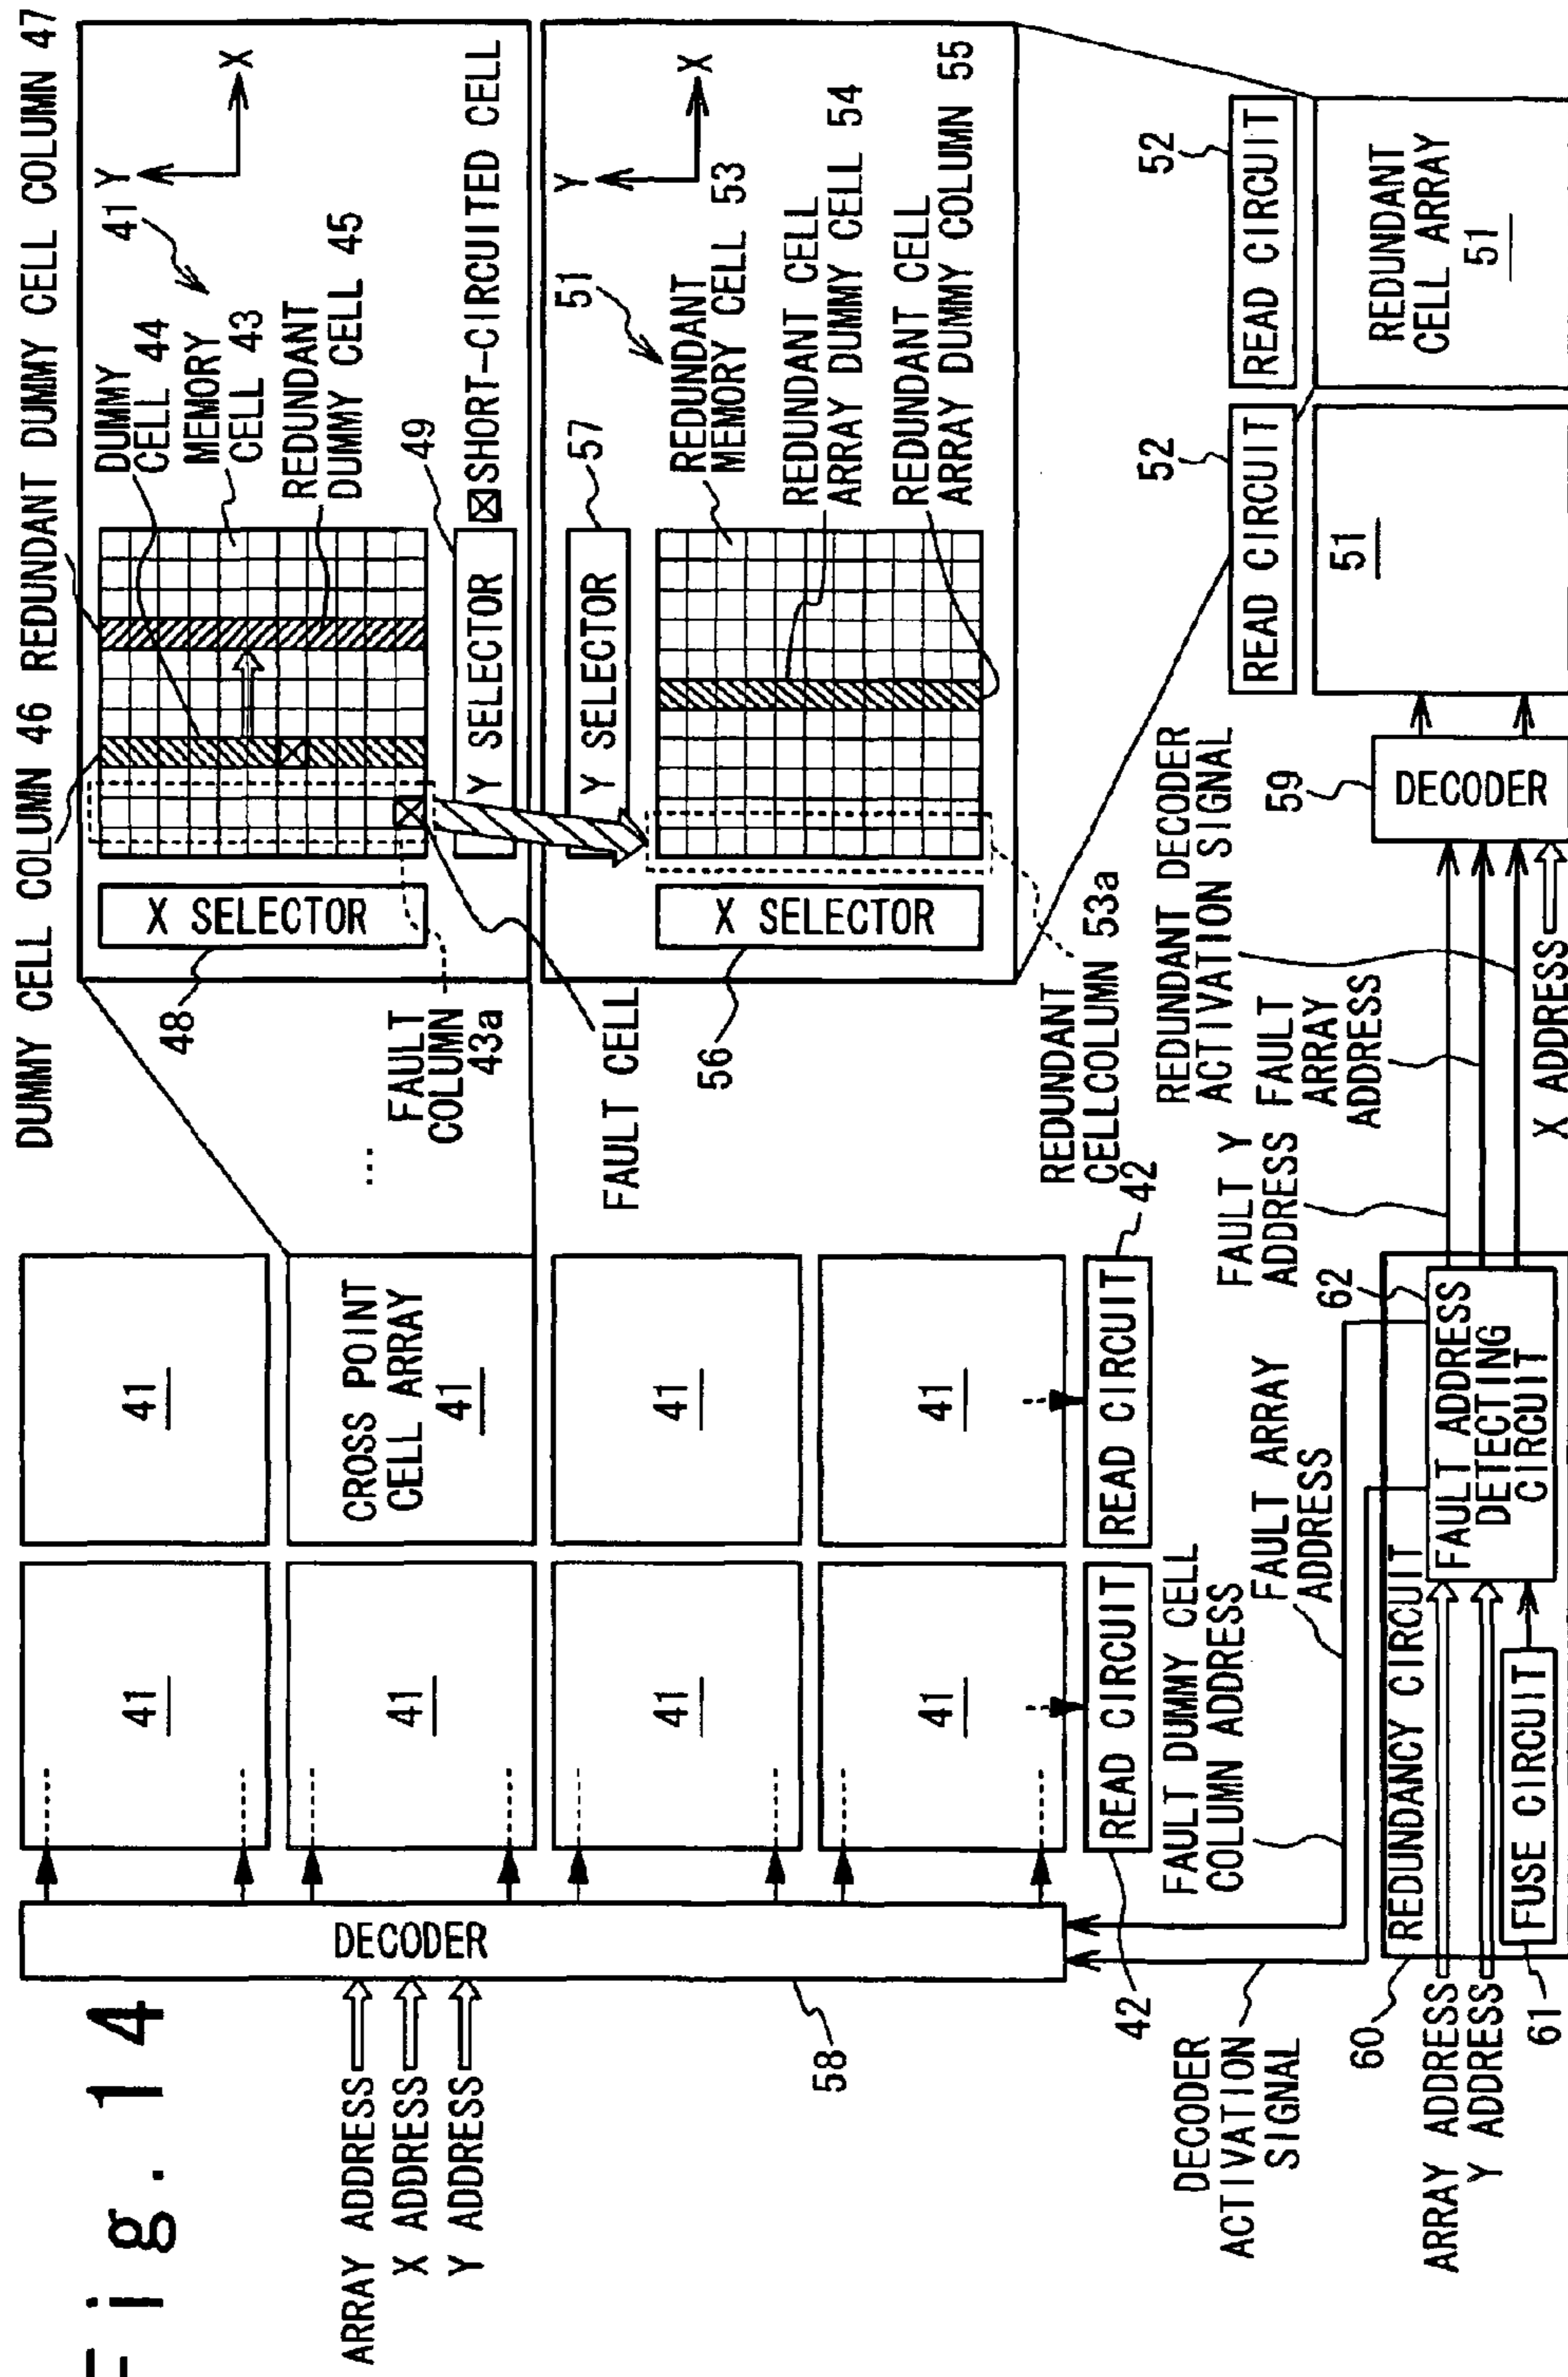 Fig. 14
DUMMY CELL COLUMN 46
REDUNDANT DUMMY CELL COLUMN 47
ARRAY ADDRESS
X ADDRESS
Y ADDRESS
DECODER
58
41
41
41
41
41
CROSS POINT
CELL ARRAY
41
41
41
READ CIRCUIT
42
READ CIRCUIT
42
...
X SELECTOR
48
Y SELECTOR
49
DUMMY
CELL 44
MEMORY
CELL 43
REDUNDANT
DUMMY CELL 45
41
Y
X
SHORT-CIRCUITED CELL
FAULT
COLUMN
43a
FAULT CELL
X SELECTOR
56
Y SELECTOR
57
51
Y
X
REDUNDANT
MEMORY CELL 53
REDUNDANT CELL
ARRAY DUMMY CELL 54
REDUNDANT CELL
ARRAY DUMMY COLUMN 55
REDUNDANT
CELLCOLUMN 53a
DECODER
ACTIVATION
SIGNAL
FAULT DUMMY CELL
COLUMN ADDRESS
FAULT ARRAY
ADDRESS
ARRAY ADDRESS
Y ADDRESS
60
REDUNDANCY CIRCUIT
61
FUSE CIRCUIT
62
FAULT ADDRESS
DETECTING
CIRCUIT
FAULT Y
ADDRESS
FAULT
ARRAY
ADDRESS
REDUNDANT DECODER
ACTIVATION SIGNAL
X ADDRESS
59
DECODER
READ CIRCUIT
52
READ CIRCUIT
52
51
REDUNDANT
CELL ARRAY
51